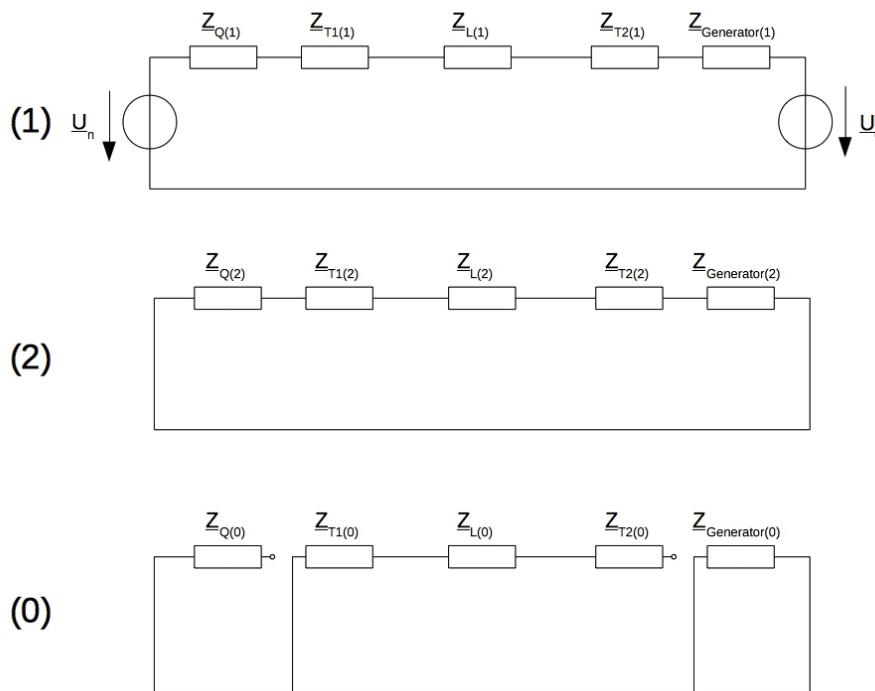 Z_Q(1) Z_T1(1) Z_L(1) Z_T2(1) Z_Generator(1)
(1) U_n U
Z_Q(2) Z_T1(2) Z_L(2) Z_T2(2) Z_Generator(2)
(2)
Z_Q(0) Z_T1(0) Z_L(0) Z_T2(0) Z_Generator(0)
(0)